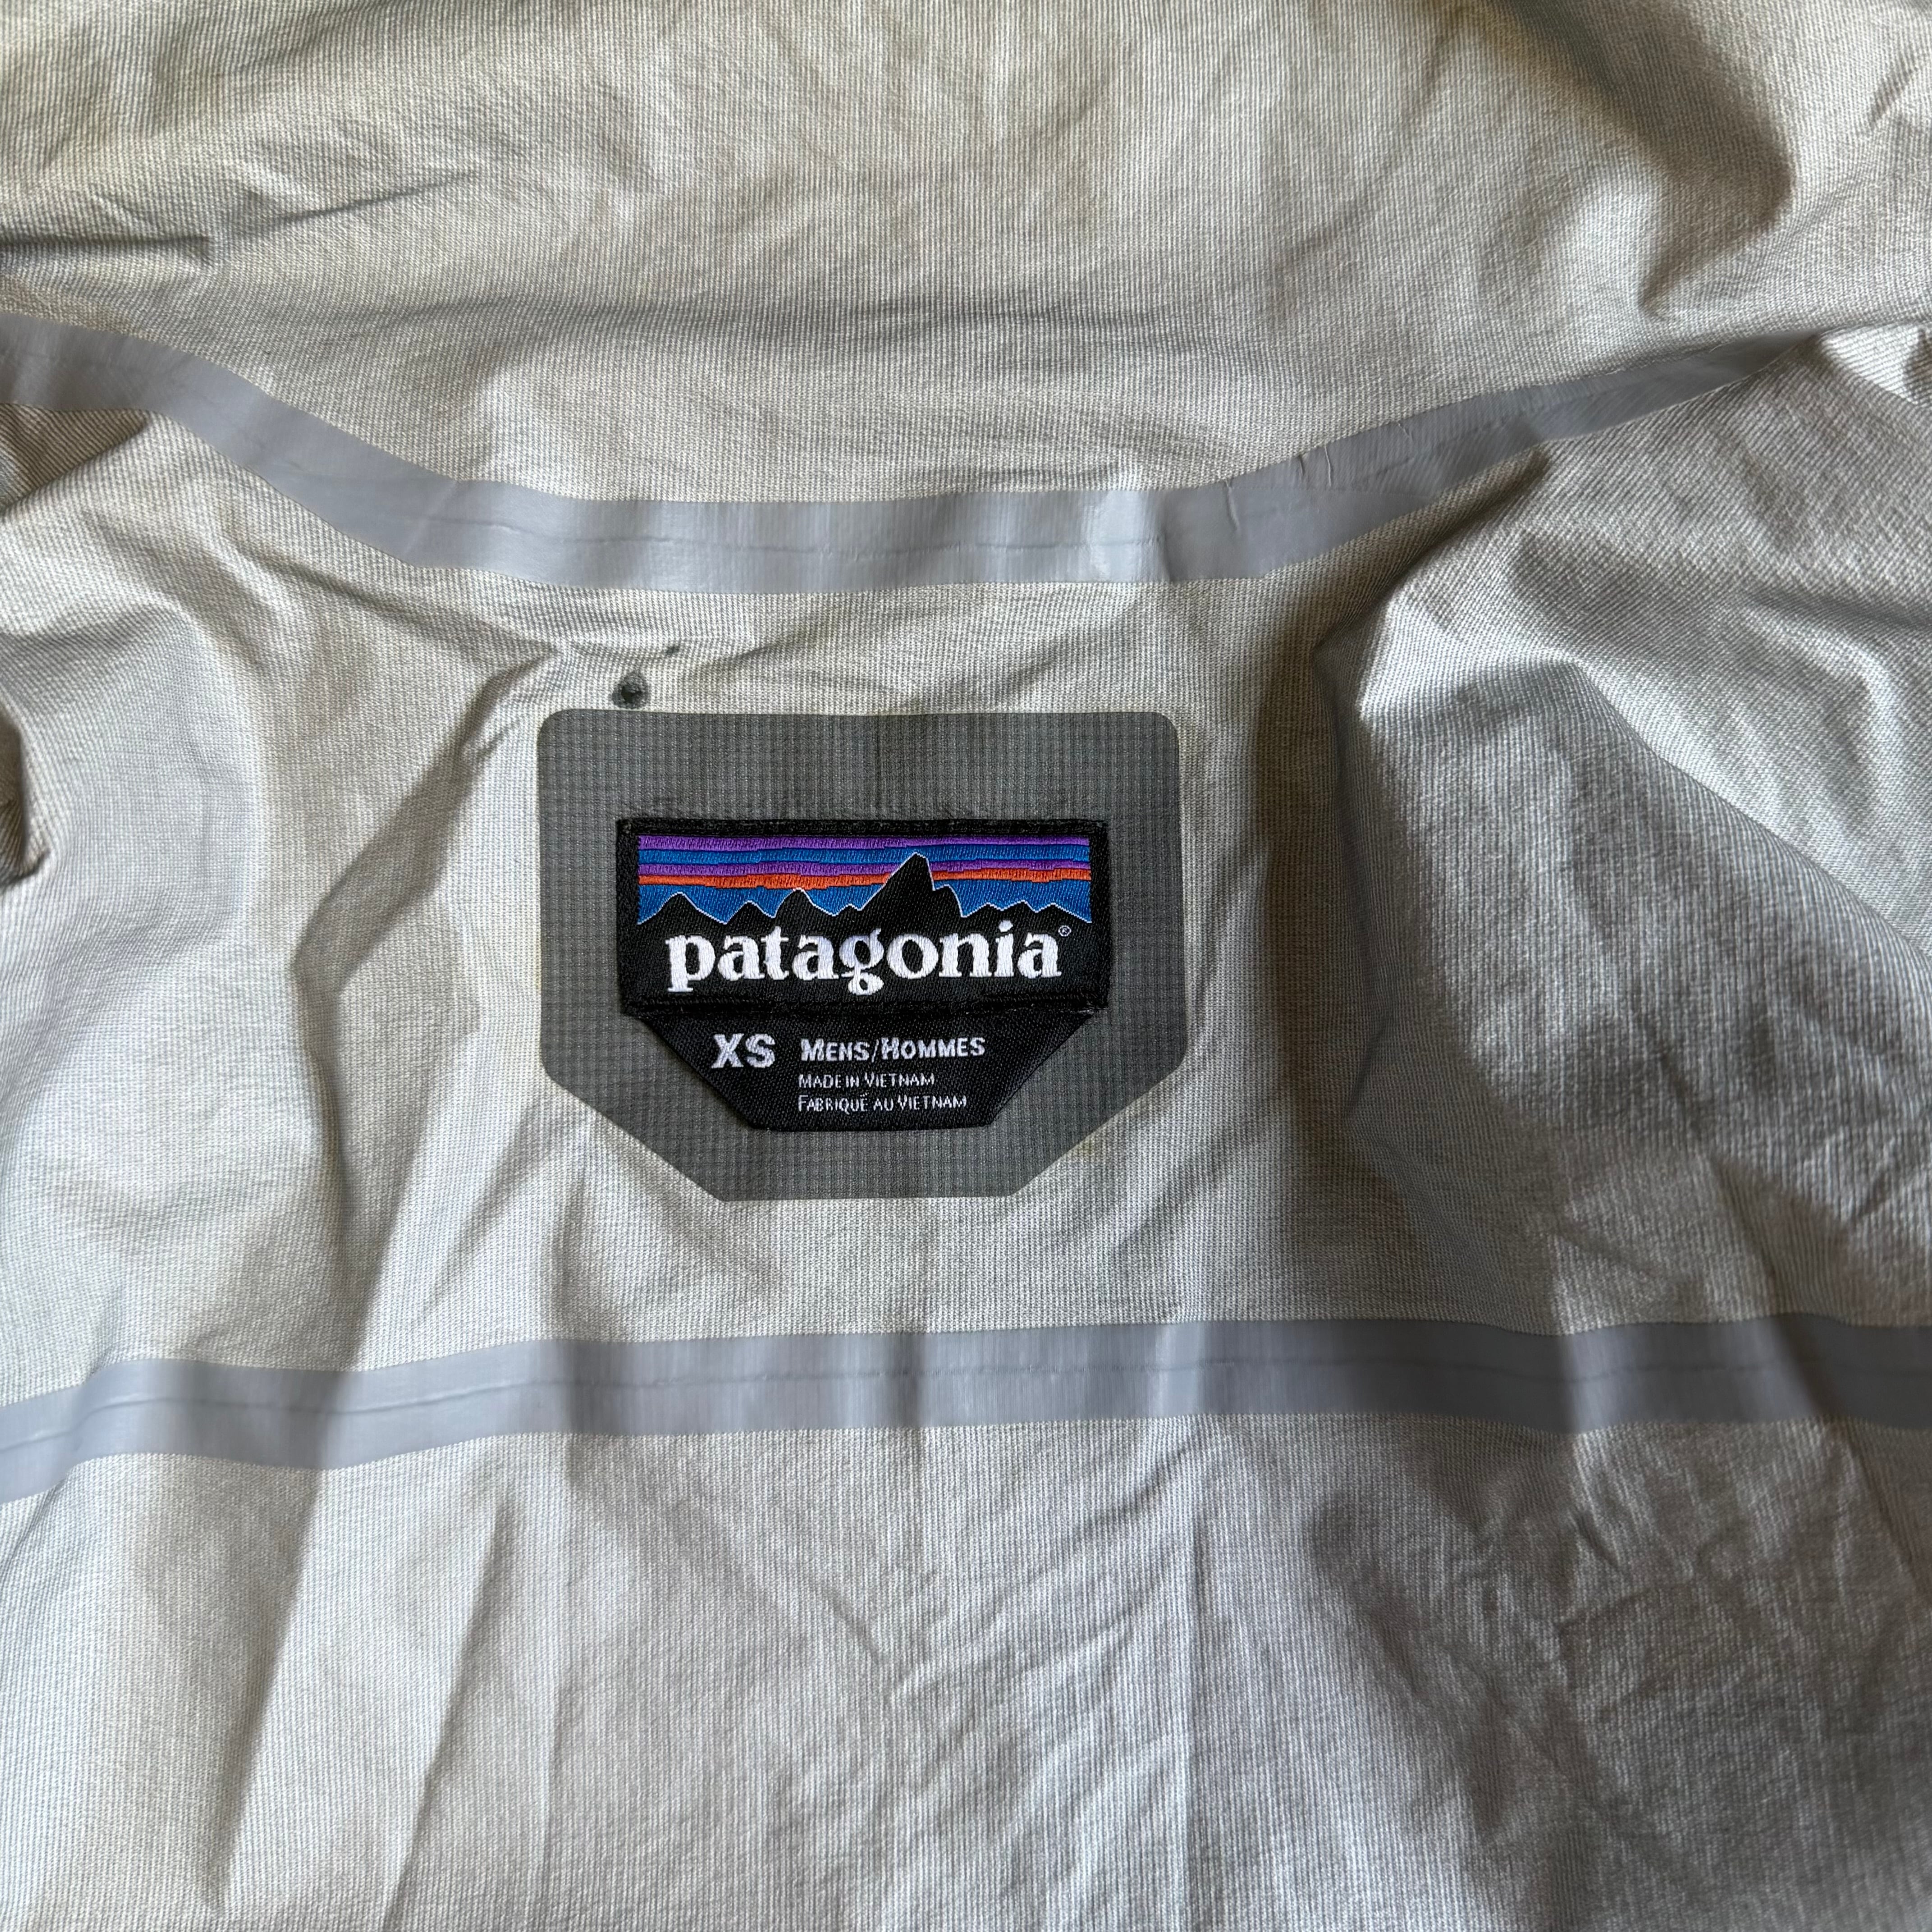 patagonia®
XS MENS/HOMMES
MADE IN VIETNAM
FABRIQUÉ AU VIETNAM